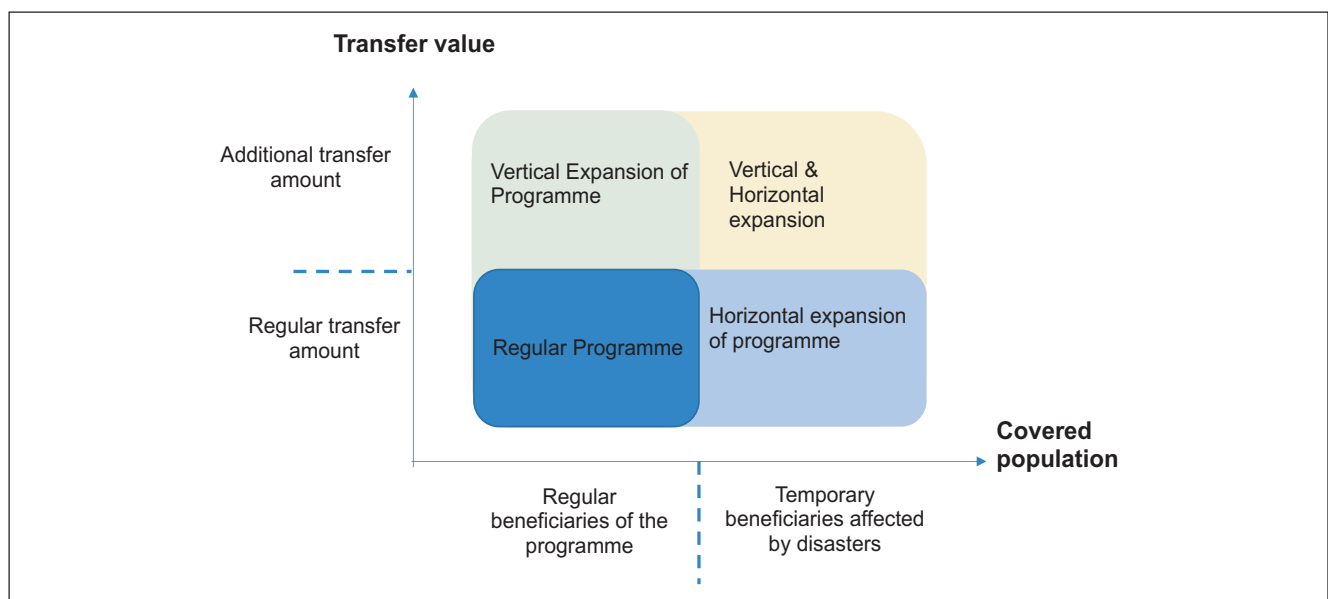 Transfer value
Additional transfer
amount
Vertical Expansion of
Programme
Vertical &
Horizontal
expansion
Regular transfer
amount
Regular Programme
Horizontal expansion
of programme
Covered
population
Regular
beneficiaries of the
programme
Temporary
beneficiaries affected
by disasters